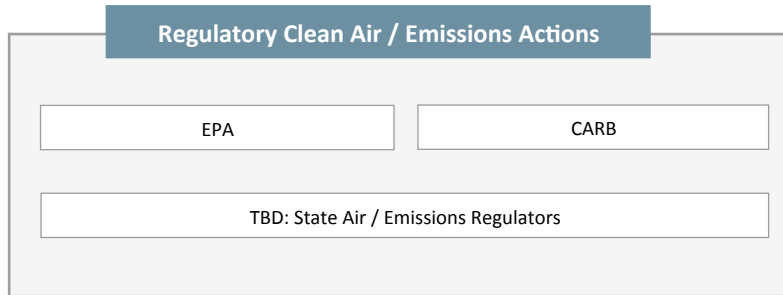 Regulatory Clean Air / Emissions Actions
EPA
CARB
TBD: State Air / Emissions Regulators